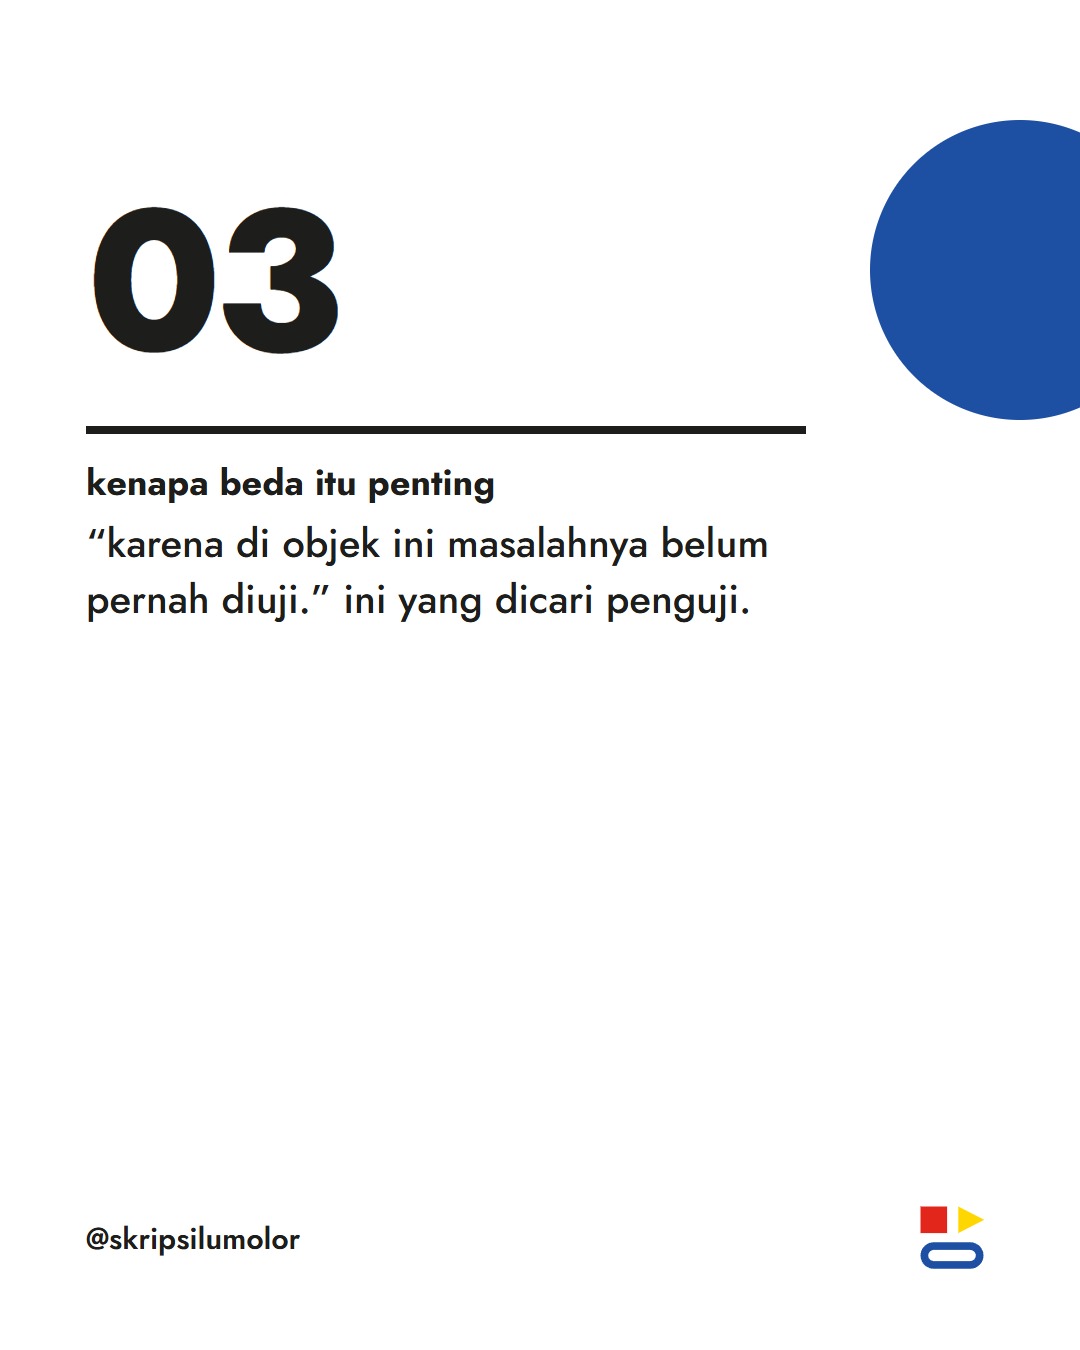 03
kenapa beda itu penting
“karena di objek ini masalahnya belum
pernah diuji.” ini yang dicari penguji.
@skripsilumolor